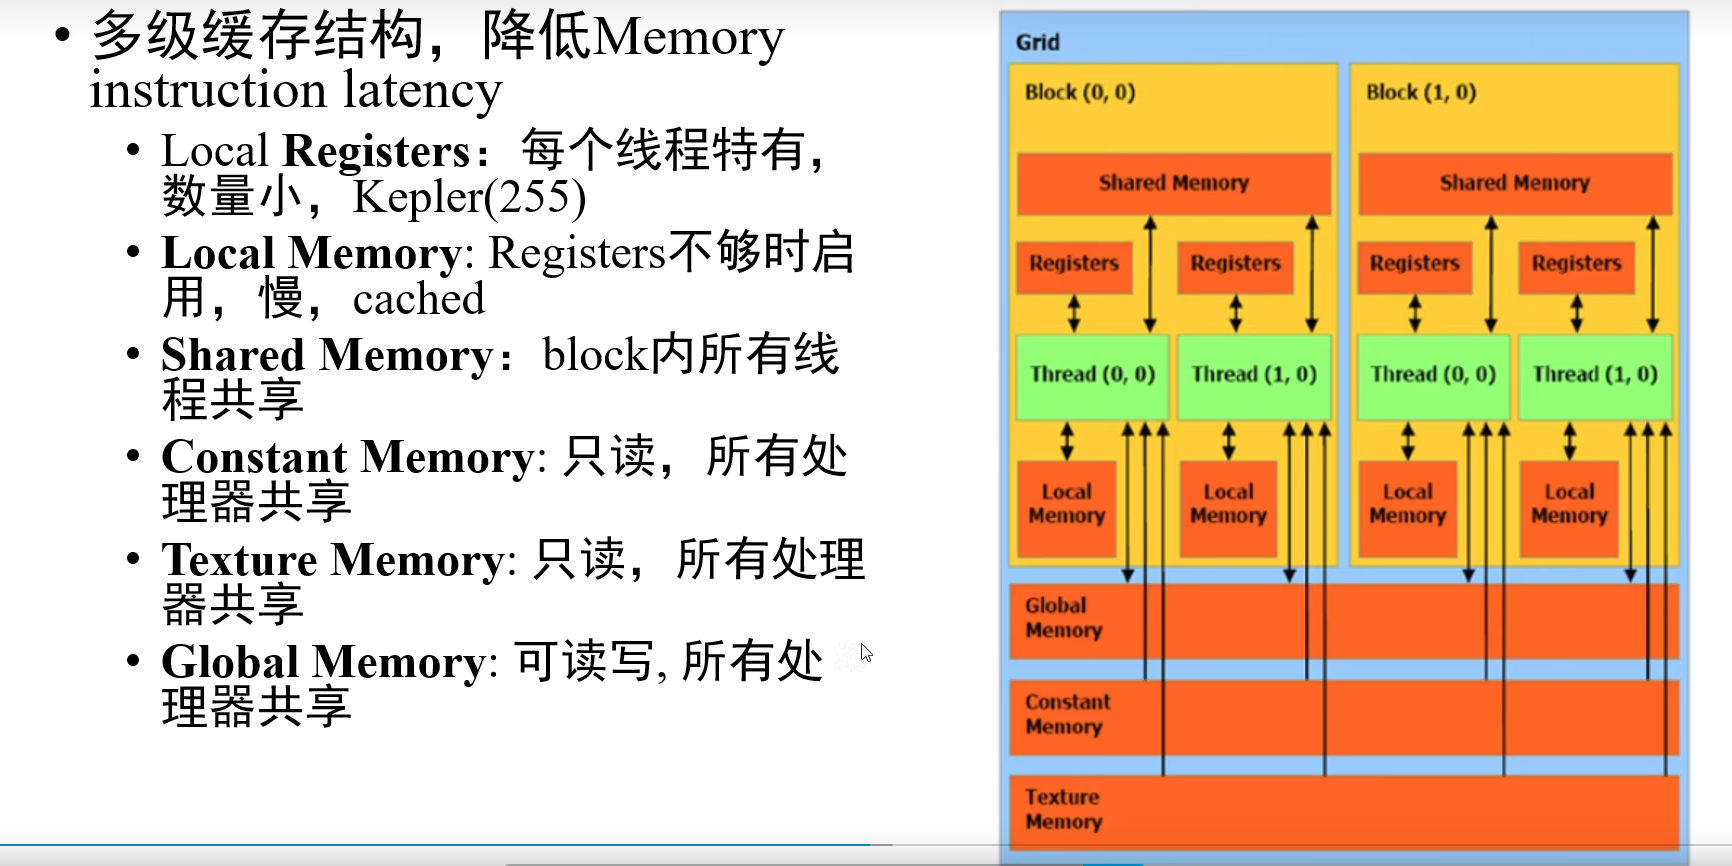 • 多级缓存结构，降低Memory
instruction latency
• Local Registers：每个线程特有，
数量小，Kepler(255)
• Local Memory: Registers不够时启
用，慢，cached
• Shared Memory：block内所有线
程共享
• Constant Memory: 只读，所有处
理器共享
• Texture Memory: 只读，所有处理
器共享
• Global Memory: 可读写, 所有处
理器共享
Grid
Block (0, 0)
Shared Memory
Registers
Registers
Thread (0, 0)
Thread (1, 0)
Local
Memory
Local
Memory
Block (1, 0)
Shared Memory
Registers
Registers
Thread (0, 0)
Thread (1, 0)
Local
Memory
Local
Memory
Global
Memory
Constant
Memory
Texture
Memory